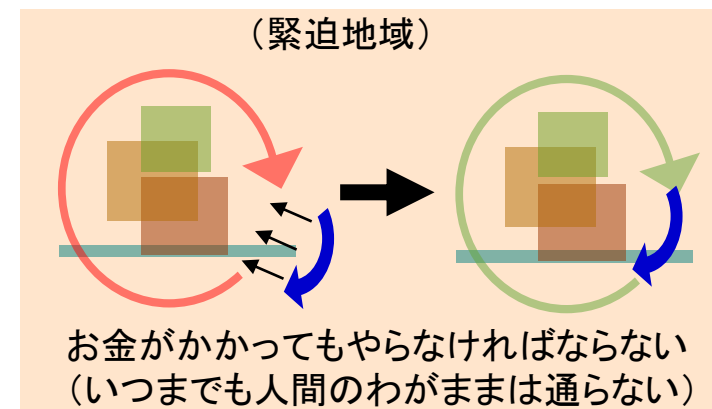 （緊迫地域）
お金がかかってもやらなければならない
（いつまでも人間のわがままは通らない）